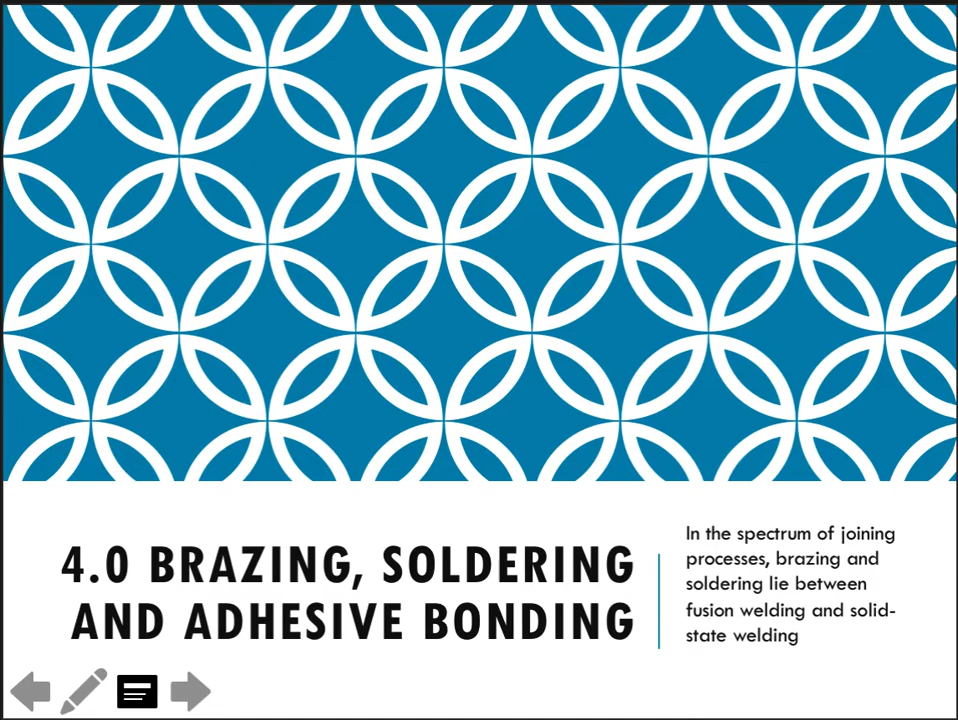 4.0 BRAZING, SOLDERING
AND ADHESIVE BONDING
In the spectrum of joining
processes, brazing and
soldering lie between
fusion welding and solid-
state welding